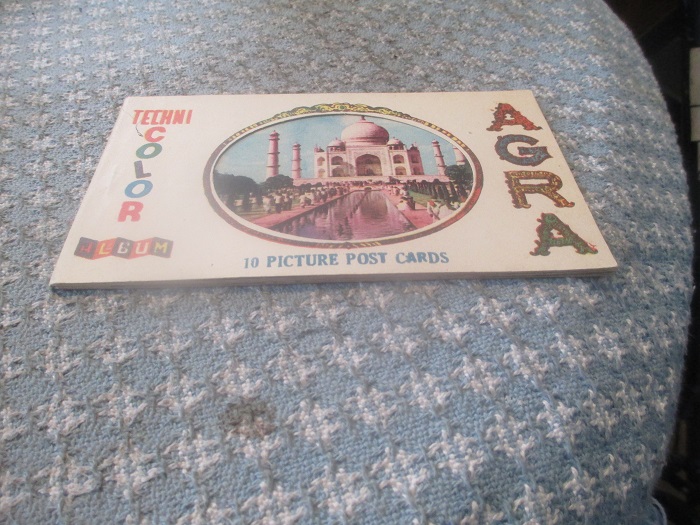 TECHNI
COLOR
ALBUM
AGRA
10 PICTURE POST CARDS